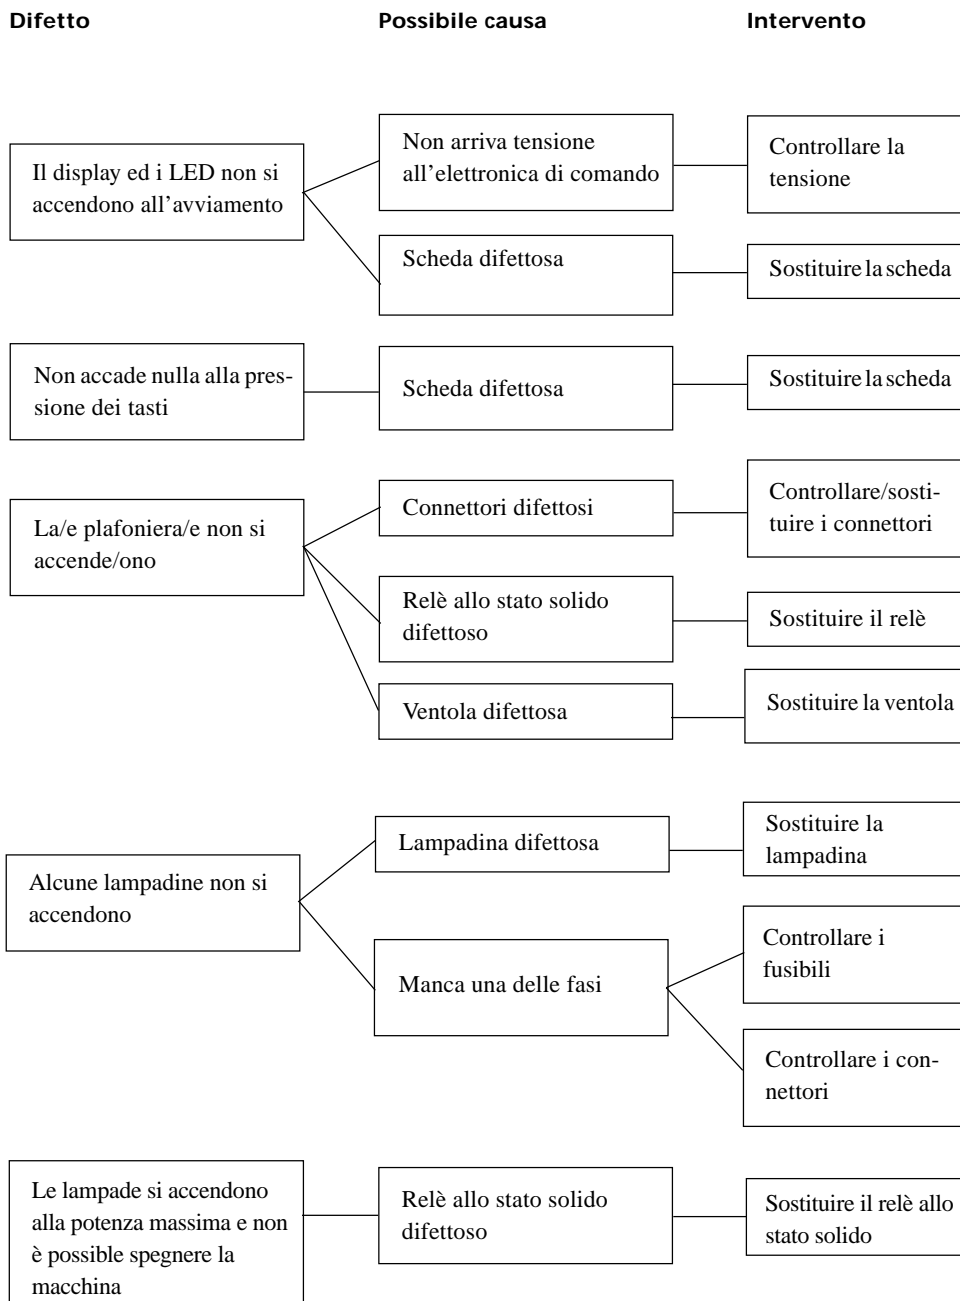 Difetto Possibile causa Intervento
Il display ed i LED non si
accendono all'avviamento
Non arriva tensione
all'elettronica di comando
Controllare la
tensione
Scheda difettosa
Sostituire la scheda
Non accade nulla alla pres-
sione dei tasti
Scheda difettosa
Sostituire la scheda
La/e plafoniera/e non si
accende/ono
Connettori difettosi
Controllare/sosti-
tuire i connettori
Relè allo stato solido
difettoso
Sostituire il relè
Ventola difettosa
Sostituire la ventola
Alcune lampadine non si
accendono
Lampadina difettosa
Sostituire la
lampadina
Manca una delle fasi
Controllare i
fusibili
Controllare i con-
nettori
Le lampade si accendono
alla potenza massima e non
è possible spegnere la
macchina
Relè allo stato solido
difettoso
Sostituire il relè allo
stato solido